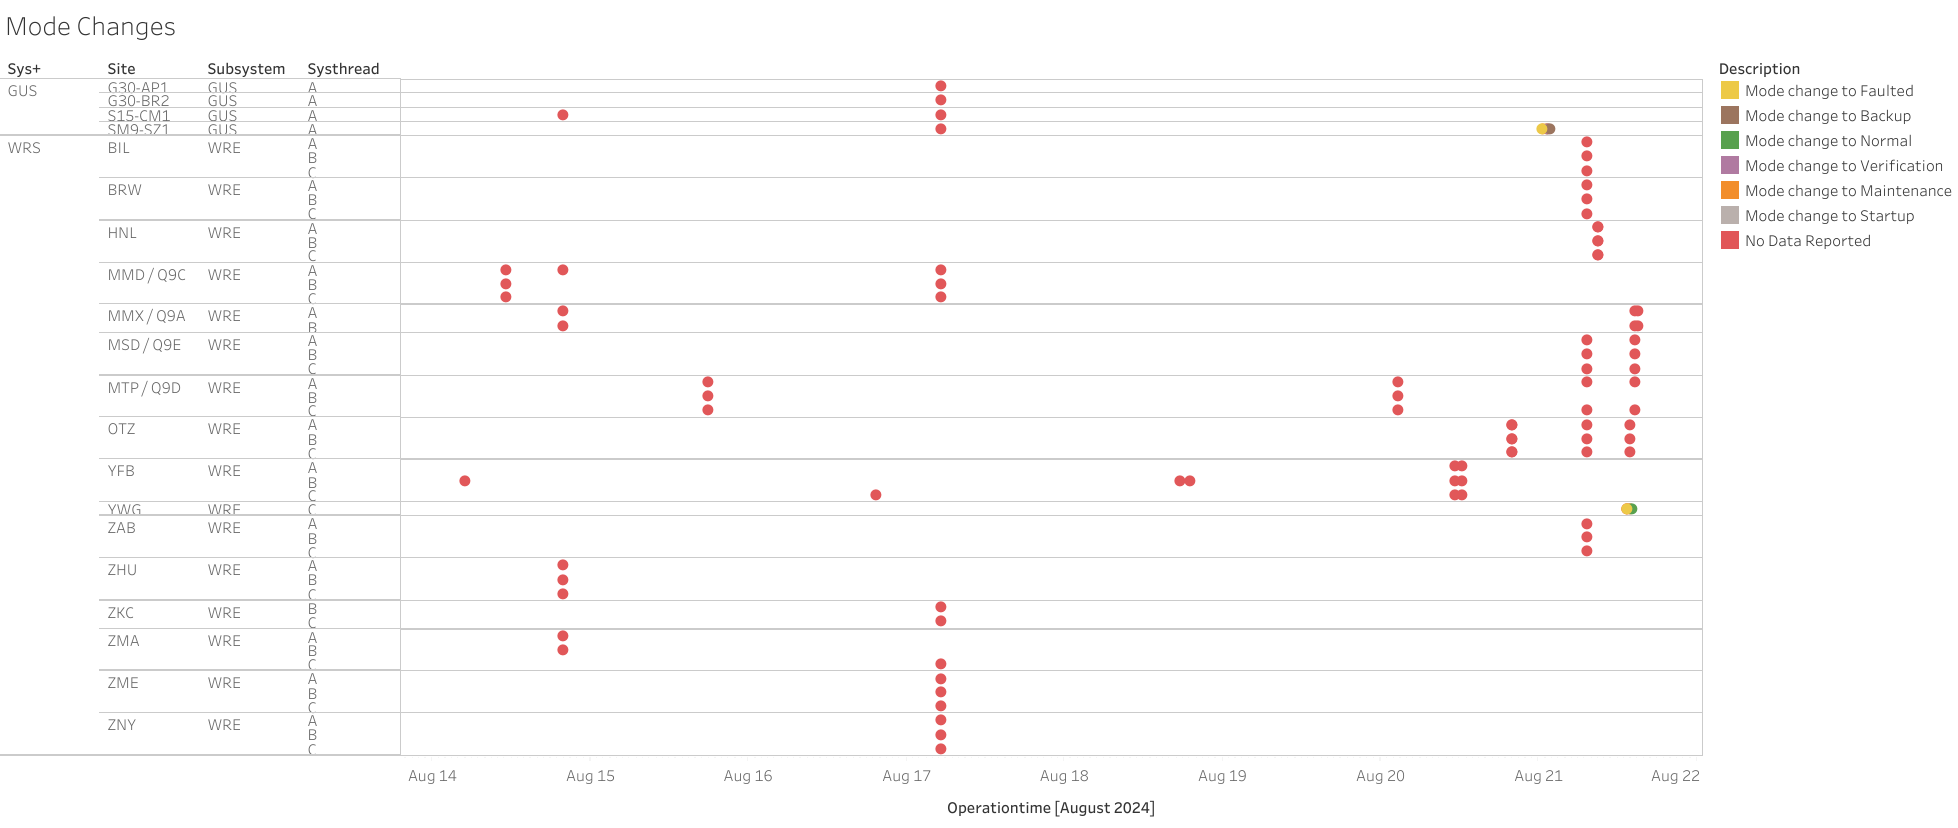 Mode Changes
Sys+ Site Subsystem Systhread Description
GUS G30-AP1 GUS A
G30-BR2 GUS A
S15-CM1 GUS A
SM9-SZ1 GUS A
WRS BIL WRE A
B
C
BRW WRE A
B
C
HNL WRE A
B
C
MMD / Q9C WRE A
B
C
MMX / Q9A WRE A
B
MSD / Q9E WRE A
B
C
MTP / Q9D WRE A
B
C
OTZ WRE A
B
C
YFB WRE A
B
C
YWG WRE C
ZAB WRE A
B
C
ZHU WRE A
B
C
ZKC WRE B
C
ZMA WRE A
B
C
ZME WRE A
B
C
ZNY WRE A
B
C
Mode change to Faulted
Mode change to Backup
Mode change to Normal
Mode change to Verification
Mode change to Maintenance
Mode change to Startup
No Data Reported
Aug 14 Aug 15 Aug 16 Aug 17 Aug 18 Aug 19 Aug 20 Aug 21 Aug 22
Operationtime [August 2024]